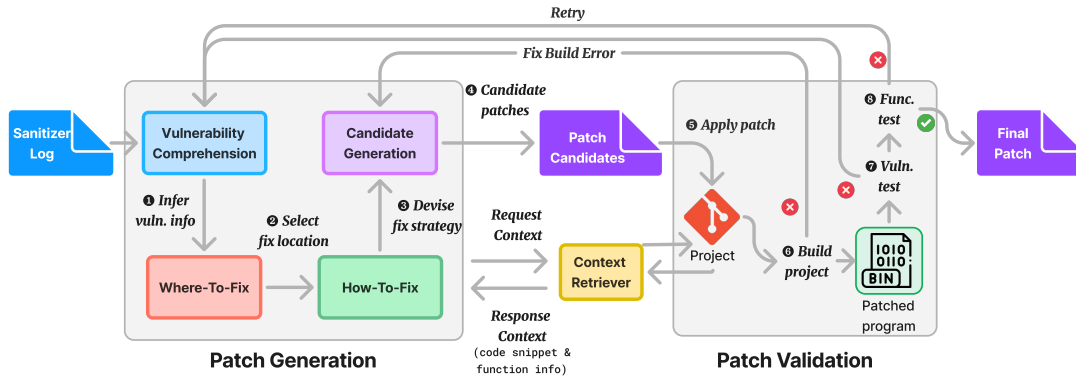 Retry
Fix Build Error
Sanitizer
Log
Vulnerability
Comprehension
Candidate
Generation
❹ Candidate
patches
Patch
Candidates
❺ Apply patch
❽ Func.
test
Final
Patch
❼ Vuln.
test
❶ Infer
vuln. info
❷ Select
fix location
❸ Devise
fix strategy
Where-To-Fix
How-To-Fix
Request
Context
Context
Retriever
Response
Context
(code snippet &
function info)
Project
❻ Build
project
1010
0110
BIN
Patched
program
Patch Generation
Patch Validation